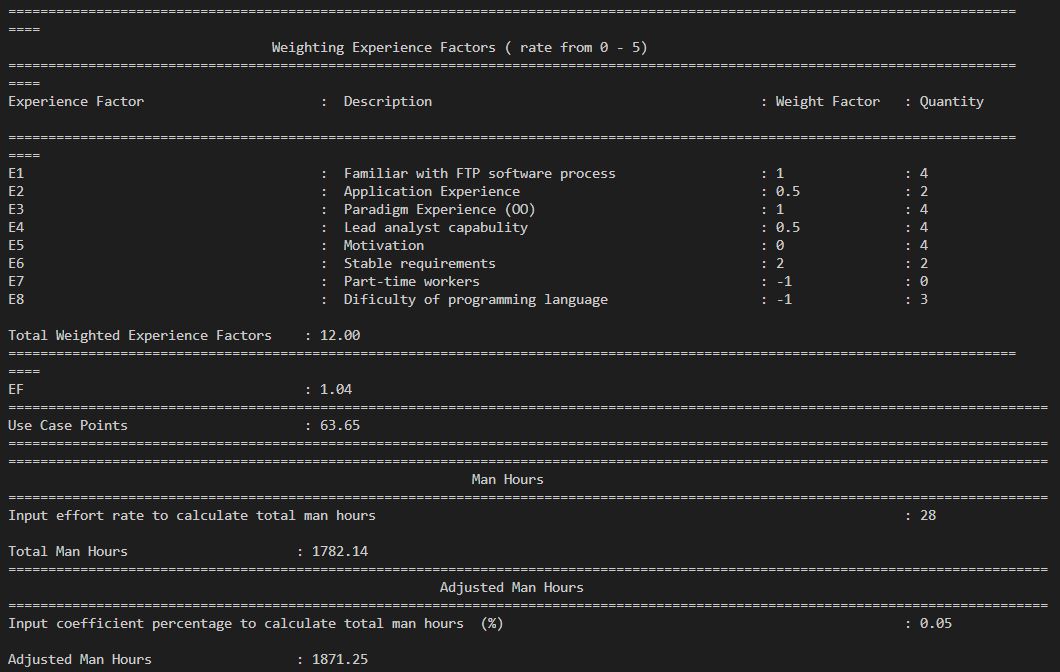 ==============================================================================================================================
====
Weighting Experience Factors ( rate from 0 - 5)
==============================================================================================================================
====
Experience Factor : Description : Weight Factor : Quantity
==============================================================================================================================
====
E1 : Familiar with FTP software process : 1 : 4
E2 : Application Experience : 0.5 : 2
E3 : Paradigm Experience (OO) : 1 : 4
E4 : Lead analyst capabulity : 0.5 : 4
E5 : Motivation : 0 : 4
E6 : Stable requirements : 2 : 2
E7 : Part-time workers : -1 : 0
E8 : Dificulty of programming language : -1 : 3
Total Weighted Experience Factors : 12.00
==============================================================================================================================
====
EF : 1.04
==================================================================================================================================
Use Case Points : 63.65
==================================================================================================================================
==================================================================================================================================
Man Hours
==================================================================================================================================
Input effort rate to calculate total man hours : 28
Total Man Hours : 1782.14
==================================================================================================================================
Adjusted Man Hours
==================================================================================================================================
Input coefficient percentage to calculate total man hours (%) : 0.05
Adjusted Man Hours : 1871.25